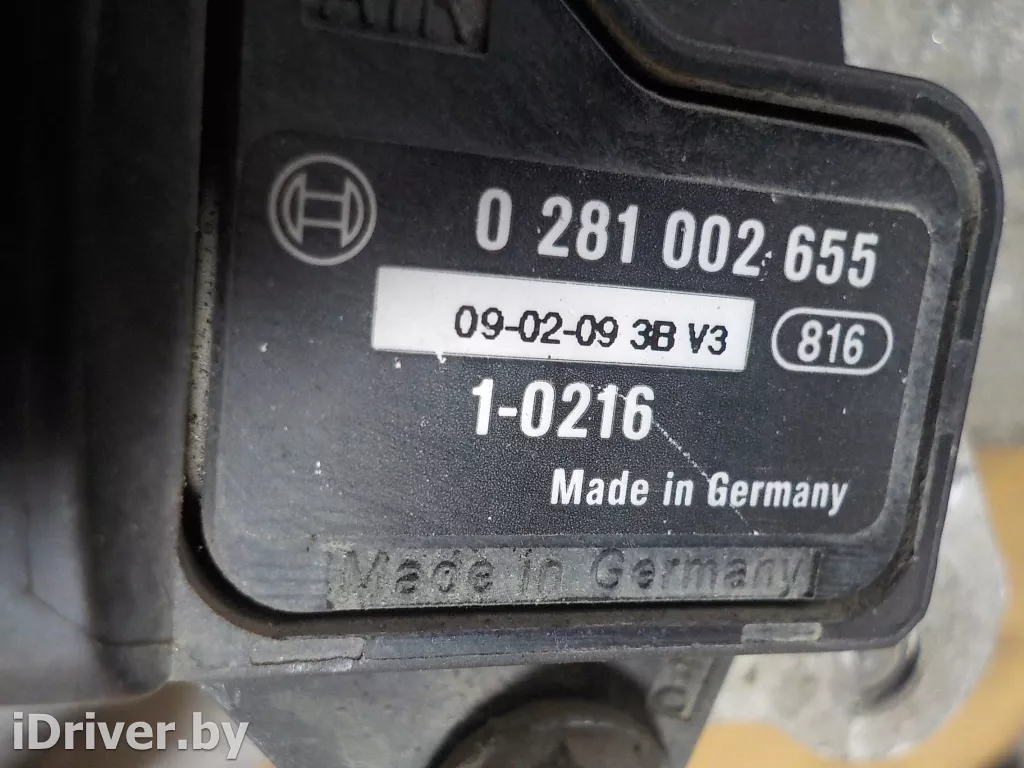 AIR
0 281 002 655
09-02-09 3B V3
816
1-0216
Made in Germany
Made in Germany
iDriver.by